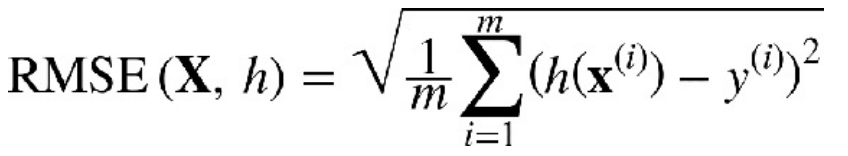 RMSE (X, h) = √(1/m ∑_{i=1}^{m} (h(x^{(i)}) − y^{(i)})²)